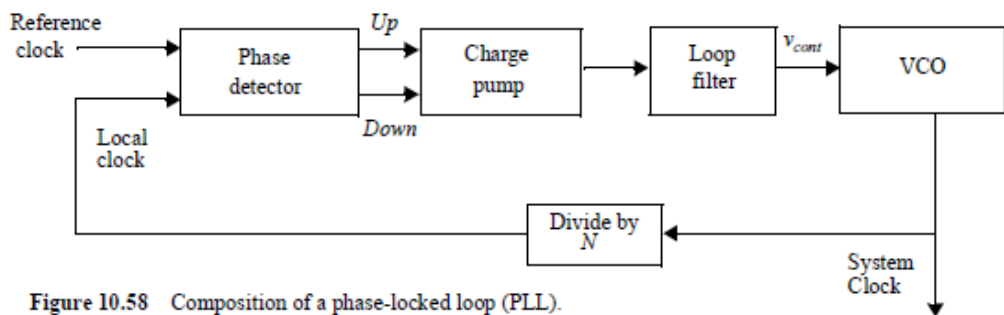 Reference
clock
Up
Phase
detector
Down
Charge
pump
Loop
filter
v_cont
VCO
Local
clock
Divide by
N
System
Clock
Figure 10.58 Composition of a phase-locked loop (PLL).